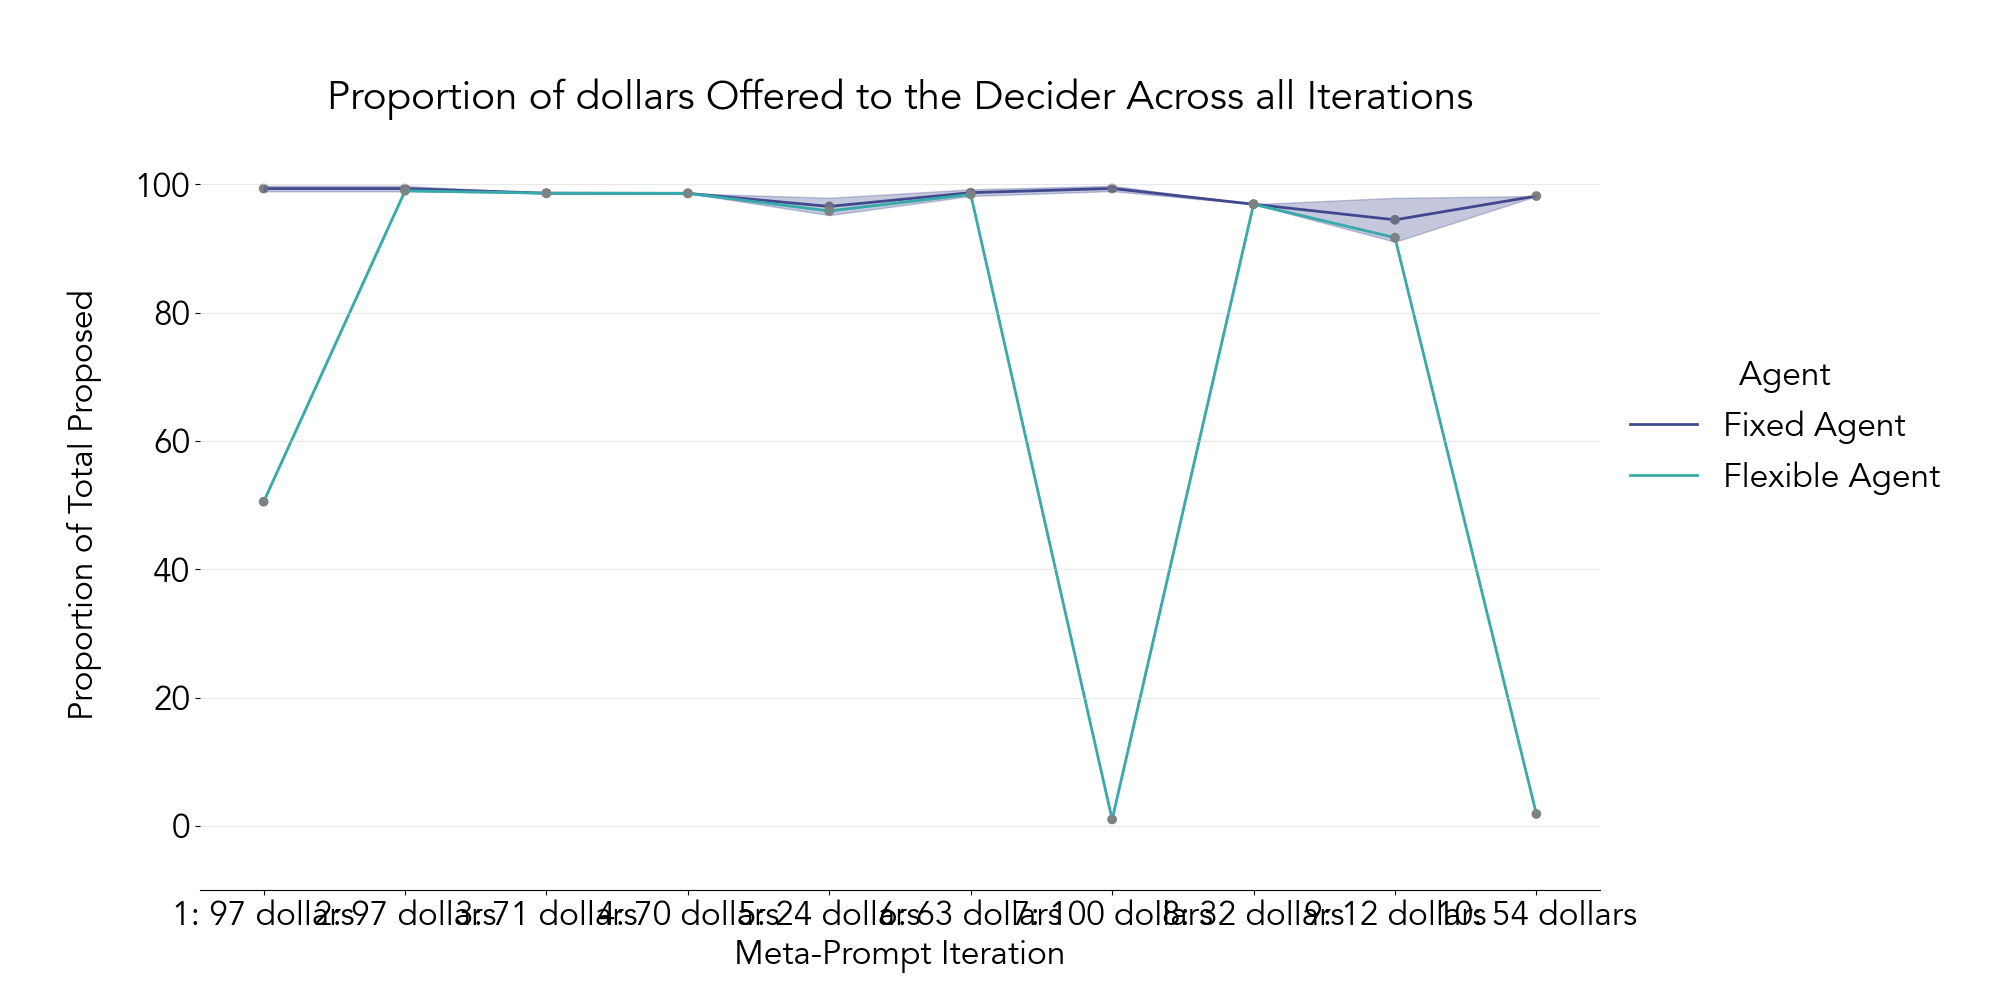 Proportion of dollars Offered to the Decider Across all Iterations
Proportion of Total Proposed
100
80
60
40
20
0
1: 97 dollars
2: 97 dollars
3: 71 dollars
4: 70 dollars
5: 24 dollars
6: 63 dollars
7: 100 dollars
8: 32 dollars
9: 12 dollars
10: 54 dollars
Meta-Prompt Iteration
Agent
Fixed Agent
Flexible Agent